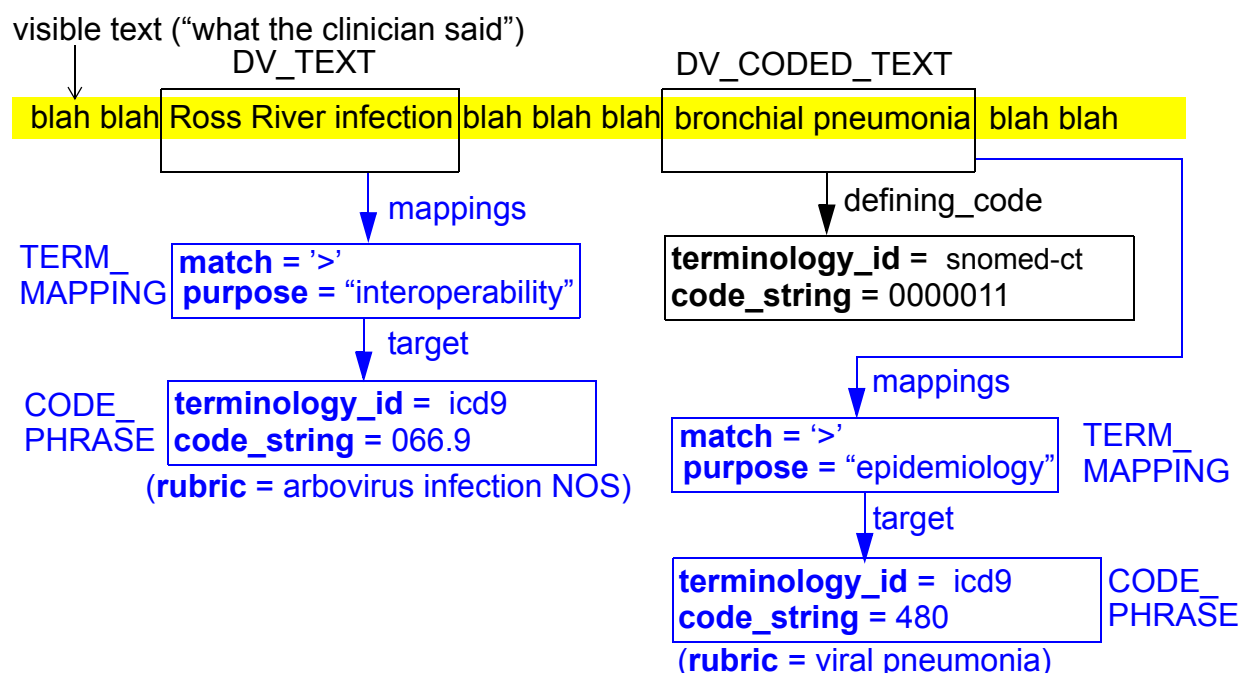 visible text (“what the clinician said”)
DV_TEXT
DV_CODED_TEXT
blah blah Ross River infection blah blah blah bronchial pneumonia blah blah
mappings
TERM_
MAPPING
match = '>'
purpose = “interoperability”
target
CODE_
PHRASE
terminology_id = icd9
code_string = 066.9
(rubric = arbovirus infection NOS)
defining_code
terminology_id = snomed-ct
code_string = 0000011
mappings
match = ‘>’
purpose = “epidemiology”
TERM_
MAPPING
target
terminology_id = icd9
code_string = 480
CODE_
PHRASE
(rubric = viral pneumonia)